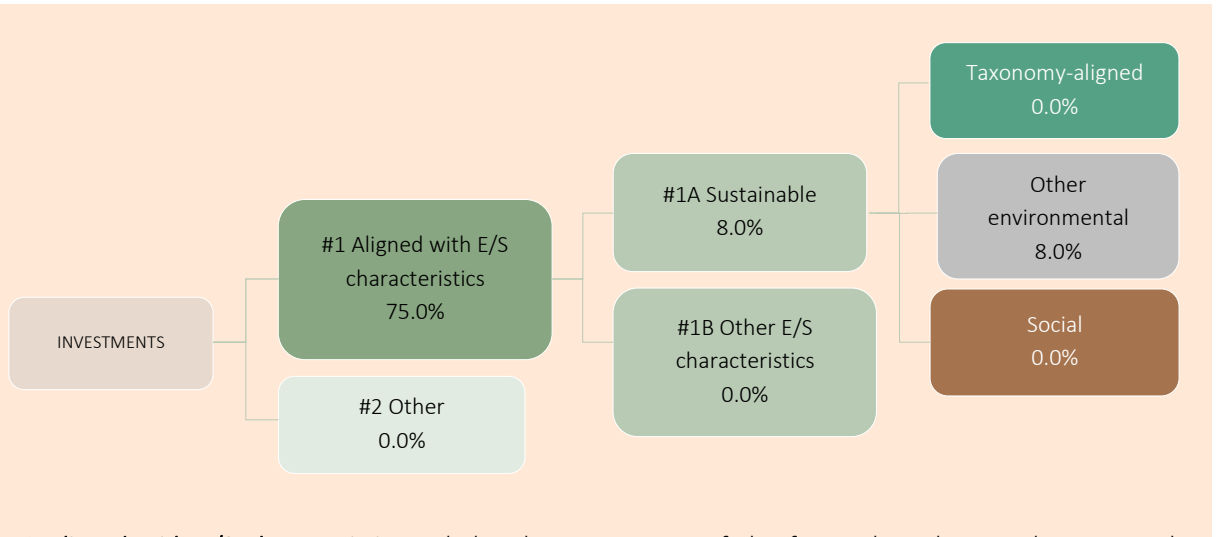 INVESTMENTS
#1 Aligned with E/S
characteristics
75.0%
#2 Other
0.0%
#1A Sustainable
8.0%
#1B Other E/S
characteristics
0.0%
Taxonomy-aligned
0.0%
Other
environmental
8.0%
Social
0.0%